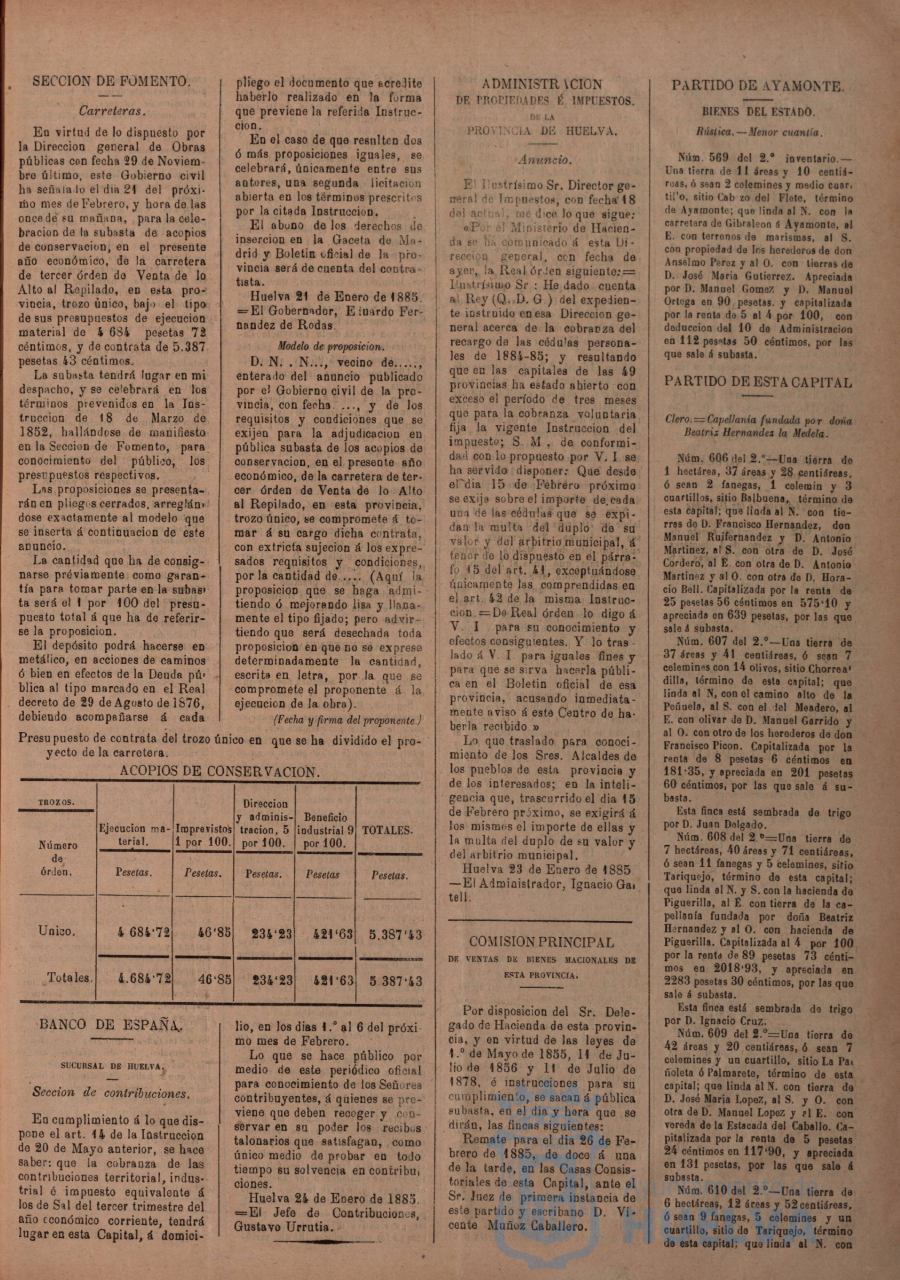 SECCION DE FOMENTO.
Carreteras.
En virtud de lo dispuesto por
la Direccion general de Obras
públicas con fecha 29 de Noviem-
bre último, este Gobierno civil
ha señalado el dia 21 del próxi-
mo mes de Febrero, y hora de las
once de su mañana, para la cele-
bracion de la subasta de acopios
de conservacion, en el presente
año económico, de la carretera
de tercer órden de Venta de lo
Alto al Repilado, en esta pro-
vincia, trozo único, bajo el tipo
de sus presupuestos de ejecucion
material de 4 684 pesetas 72
céntimos, y de contrata de 5.387
pesetas 43 céntimos.
La subasta tendrá lugar en mi
despacho, y se celebrará en los
términos prevenidos en la Ins-
truccion de 18 de Marzo de
1852, hallándose de manifiesto
en la Seccion de Fomento, para
conocimiento del público, los
presupuestos respectivos.
Las proposiciones se presenta-
rán en pliegos cerrados, arreglán-
dose exactamente al modelo que
se inserta á continuacion de este
anuncio.
La cantidad que ha de consig-
narse préviamente como garan-
tía para tomar parte en la subas-
ta será el 1 por 100 del presu-
puesto total á que ha de referir-
se la proposicion.
El depósito podrá hacerse en
metálico, en acciones de caminos
ó bien en efectos de la Deuda pú-
blica al tipo marcado en el Real
decreto de 29 de Agosto de 1876,
debiendo acompañarse á cada
pliego el documento que acredite
haberlo realizado en la forma
que previene la referida Instruc-
cion.
En el caso de que resulten dos
ó más proposiciones iguales, se
celebrará, únicamente entre sus
autores, una segunda licitacion
abierta en los términos prescritos
por la citada Instruccion.
El abono de los derechos de
insercion en la Gaceta de Ma-
drid y Boletin oficial de la pro-
vincia será de cuenta del contra-
tista.
Huelva 21 de Enero de 1885.
=El Gobernador, Eduardo Fer-
nandez de Rodas.
Modelo de proposicion.
D. N. . N..., vecino de.....,
enterado del anuncio publicado
por el Gobierno civil de la pro-
vincia, con fecha ...., y de los
requisitos y condiciones que se
exijen para la adjudicacion en
pública subasta de los acopios de
conservacion, en el presente año
económico, de la carretera de ter-
cer órden de Venta de lo Alto
al Repilado, en esta provincia,
trozo único, se compromete á to-
mar á su cargo dicha contrata,
con extricta sujecion á los expre-
sados requisitos y condiciones,
por la cantidad de .... (Aquí la
proposicion que se haga admi-
tiendo ó mejorando lisa y llana-
mente el tipo fijado; pero advir-
tiendo que será desechada toda
proposicion en que no se exprese
determinadamente la cantidad,
escrita en letra, por la que se
compromete el proponente á la
ejecucion de la obra).
(Fecha y firma del proponente.)
Presupuesto de contrata del trozo único en que se ha dividido el pro-
yecto de la carretera.
ACOPIOS DE CONSERVACION.
TROZOS. Número de órden. | Ejecucion ma-terial. | Imprevistos 1 por 100. | Direccion y adminis-tracion, 5 por 100. | Beneficio industrial 9 por 100. | TOTALES.
Pesetas. | Pesetas. | Pesetas. | Pesetas | Pesetas.
Unico. | 4 684'72 | 46'85 | 234'23 | 421'63 | 5.387'43
Totales. | 4.684'72 | 46'85 | 234'23 | 421'63 | 5 387'43
BANCO DE ESPAÑA.
SUCURSAL DE HUELVA.
Seccion de contribuciones.
En cumplimiento á lo que dis-
pone el art. 14 de la Instruccion
de 20 de Mayo anterior, se hace
saber: que la cobranza de las
contribuciones territorial, indus-
trial é impuesto equivalente á
los de Sal del tercer trimestre del
año económico corriente, tendrá
lugar en esta Capital, á domici-
lio, en los dias 1.º al 6 del próxi-
mo mes de Febrero.
Lo que se hace público por
medio de este periódico oficial
para conocimiento de los Señores
contribuyentes, á quienes se pre-
viene que deben recoger y con-
servar en su poder los recibos
talonarios que satisfagan, como
único medio de probar en todo
tiempo su solvencia en contribu-
ciones.
Huelva 24 de Enero de 1885.
=El Jefe de Contribuciones,
Gustavo Urrutia.
ADMINISTRACION
DE PROPIEDADES É IMPUESTOS.
DE LA
PROVINCIA DE HUELVA.
Anuncio.
El Ilustrísimo Sr. Director ge-
neral de Impuestos, con fecha 18
del actual, me dice lo que sigue:
«Por el Ministerio de Hacien-
da se ha comunicado á esta Di-
reccion general, con fecha de
ayer, la Real órden siguiente:=
Ilustrísimo Sr : He dado cuenta
al Rey (Q. D. G ) del expedien-
te instruido en esa Direccion ge-
neral acerca de la cobranza del
recargo de las cédulas persona-
les de 1884-85; y resultando
que en las capitales de las 49
provincias ha estado abierto con
exceso el período de tres meses
que para la cobranza voluntaria
fija la vigente Instruccion del
impuesto; S. M , de conformi-
dad con lo propuesto por V. I se
ha servido disponer: Que desde
el dia 15 de Febrero próximo
se exija sobre el importe de cada
una de las cédulas que se expi-
dan la multa del duplo de su
valor y del arbitrio municipal, á
tenor de lo dispuesto en el párra-
fo 15 del art. 41, exceptuándose
únicamente las comprendidas en
el art. 42 de la misma Instruc-
cion.=De Real órden lo digo á
V. I para su conocimiento y
efectos consiguientes. Y lo tras-
lado á V. I para iguales fines y
para que se sirva hacerla públi-
ca en el Boletin oficial de esa
provincia, acusando inmediata-
mente aviso á este Centro de ha-
berla recibido »
Lo que traslado para conoci-
miento de los Sres. Alcaldes de
los pueblos de esta provincia y
de los interesados; en la inteli-
gencia que, trascurrido el dia 15
de Febrero próximo, se exigirá á
los mismos el importe de ellas y
la multa del duplo de su valor y
del arbitrio municipal.
Huelva 23 de Enero de 1885
—El Administrador, Ignacio Ga-
tell.
COMISION PRINCIPAL
DE VENTAS DE BIENES NACIONALES DE
ESTA PROVINCIA.
Por disposicion del Sr. Dele-
gado de Hacienda de esta provin-
cia, y en virtud de las leyes de
1.º de Mayo de 1855, 11 de Ju-
lio de 1856 y 11 de Julio de
1878, é instrucciones para su
cumplimiento, se sacan á pública
subasta, en el dia y hora que se
dirán, las fincas siguientes:
Remate para el dia 26 de Fe-
brero de 1885, de doce á una
de la tarde, en las Casas Consis-
toriales de esta Capital, ante el
Sr. Juez de primera instancia de
este partido y escribano D. Vi-
cente Muñoz Caballero.
PARTIDO DE AYAMONTE.
BIENES DEL ESTADO.
Rústica.—Menor cuantía.
Núm. 569 del 2.º inventario.—
Una tierra de 11 áreas y 10 centiá-
reas, ó sean 2 celemines y medio cuar-
til'o, sitio Cabezo del Flete, término
de Ayamonte; que linda al N. con la
carretera de Gibraleon á Ayamonte, al
E. con terrenos de marismas, al S.
con propiedad de los herederos de don
Anselmo Perez y al O. con tierras de
D. José Maria Gutierrez. Apreciada
por D. Manuel Gomez y D. Manuel
Ortega en 90 pesetas. y capitalizada
por la renta de 5 al 4 por 100, con
deduccion del 10 de Administracion
en 112 pesetas 50 céntimos, por las
que sale á subasta.
PARTIDO DE ESTA CAPITAL
Clero.=Capellania fundada por doña
Beatriz Hernandez la Medela.
Núm. 606 del 2.º—Una tierra de
1 hectárea, 37 áreas y 28 centiáreas,
ó sean 2 fanegas, 1 celemin y 3
cuartillos, sitio Balbuena, término de
esta capital; que linda al N. con tie-
rras de D. Francisco Hernandez, don
Manuel Ruifernandez y D. Antonio
Martinez, al S. con otra de D. José
Cordero, al E. con otra de D. Antonio
Martinez y al O. con otra de D. Hora-
cio Bell. Capitalizada por la renta de
25 pesetas 56 céntimos en 575'10 y
apreciada en 639 pesetas, por las que
sale á subasta.
Núm. 607 del 2.º—Una tierra de
37 áreas y 41 centiáreas, ó sean 7
celemines con 14 olivos, sitio Chorrea-
dilla, término de esta capital; que
linda al N, con el camino alto de la
Peñuela, al S. con el del Meadero, al
E. con olivar de D. Manuel Garrido y
al O. con otro de los herederos de don
Francisco Picon. Capitalizada por la
renta de 8 pesetas 6 céntimos en
181'35, y apreciada en 201 pesetas
60 céntimos, por las que sale á su-
basta.
Esta finca está sembrada de trigo
por D. Juan Delgado.
Núm. 608 del 2 º=Una tierra de
7 hectáreas, 40 áreas y 71 centiáreas,
ó sean 11 fanegas y 5 celemines, sitio
Tariquejo, término de esta capital;
que linda al N. y S. con la hacienda de
Piguerilla, al E. con tierra de la ca-
pellanía fundada por doña Beatriz
Hernandez y al O. con hacienda de
Piguerilla. Capitalizada al 4 por 100
por la renta de 89 pesetas 73 cénti-
mos en 2018'93, y apreciada en
2283 pesetas 30 céntimos, por las que
sale á subasta.
Esta finca está sembrada de trigo
por D. Ignacio Cruz.
Núm. 609 del 2.º=Una tierra de
42 áreas y 20 centiáreas, ó sean 7
celemines y un cuartillo, sitio La Pa-
ñoleta ó Palmarete, término de esta
capital; que linda al N. con tierra de
D. José Maria Lopez, al S. y O. con
otra de D. Manuel Lopez y al E. con
vereda de la Estacada del Caballo. Ca-
pitalizada por la renta de 5 pesetas
24 céntimos en 117'90, y apreciada
en 131 pesetas, por las que sale á
subasta.
Núm. 610 del 2.º—Una tierra de
6 hectáreas, 12 áreas y 52 centiáreas,
ó sean 9 fanegas, 5 celemines y un
cuartillo, sitio de Tariquejo, término
de esta capital; que linda al N. con